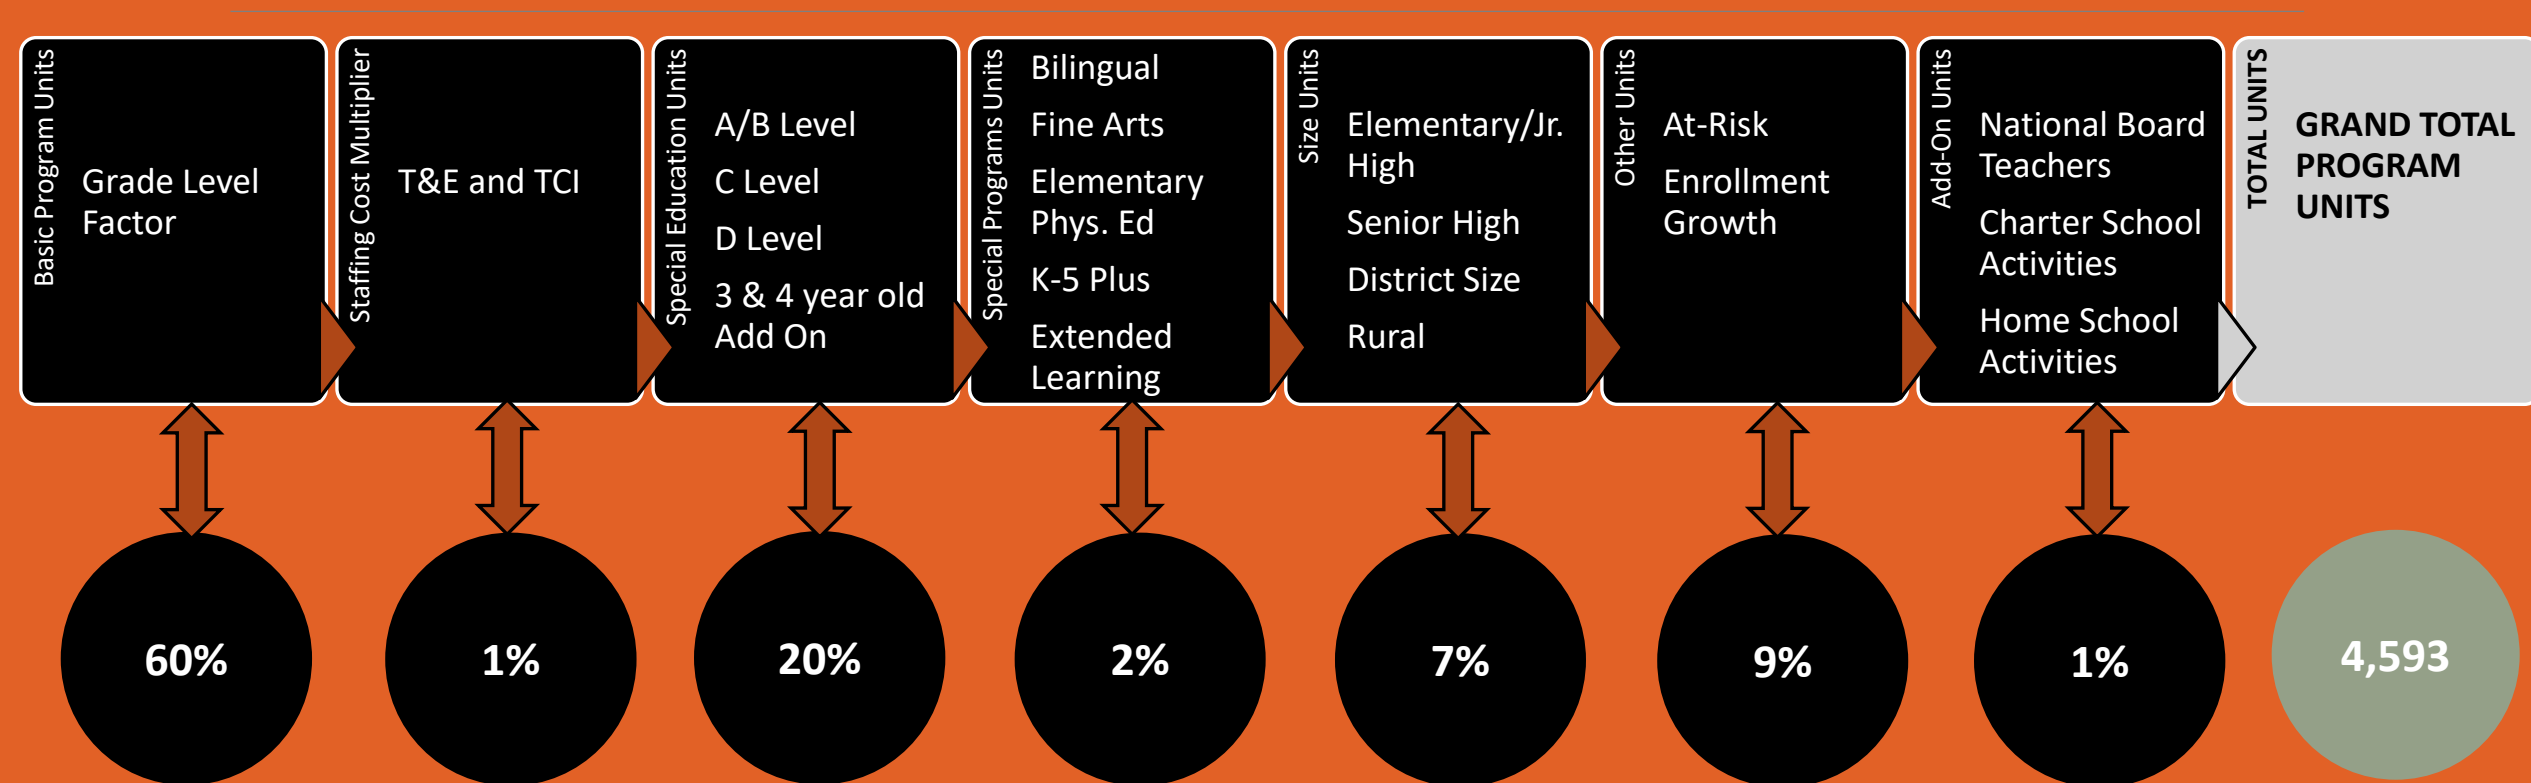 Basic Program Units
Grade Level
Factor
Staffing Cost Multiplier
T&E and TCI
Special Education Units
A/B Level
C Level
D Level
3 & 4 year old
Add On
Special Programs Units
Bilingual
Fine Arts
Elementary
Phys. Ed
K-5 Plus
Extended
Learning
Size Units
Elementary/Jr.
High
Senior High
District Size
Rural
Other Units
At-Risk
Enrollment
Growth
Add-On Units
National Board
Teachers
Charter School
Activities
Home School
Activities
TOTAL UNITS
GRAND TOTAL
PROGRAM
UNITS
60%
1%
20%
2%
7%
9%
1%
4,593